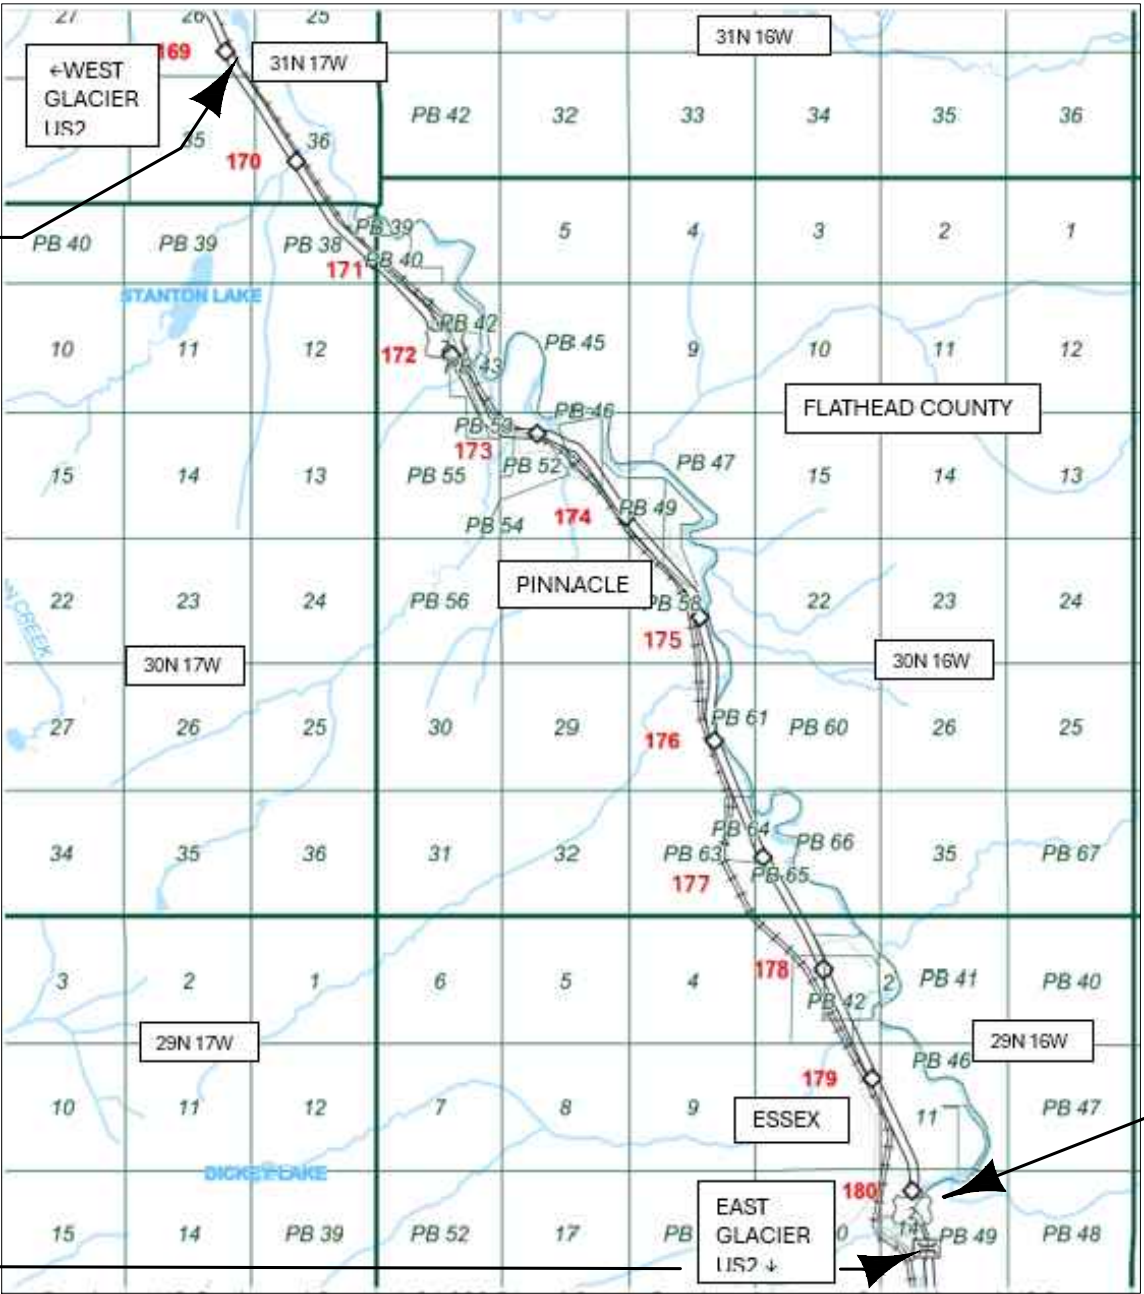 27 26 25
169
←WEST
GLACIER
US2
31N 17W
31N 16W
35 36
170
PB 42 32 33 34 35 36
PB 40 PB 39 PB 38 PB 39 5 4 3 2 1
171 PB 40
STANTON LAKE
PB 42
10 11 12 172 PB 45 9 10 11 12
43
FLATHEAD COUNTY
PB 46
PB 53
173
15 14 13 PB 55 PB 52 PB 47 15 14 13
PB 49
174
PB 54
PINNACLE
22 23 24 PB 56 PB 58 22 23 24
CREEK
175
30N 17W 30N 16W
27 26 25 30 29 176 PB 61 PB 60 26 25
PB 64
34 35 36 31 32 PB 63 PB 66 35 PB 67
177 PB 65
178
3 2 1 6 5 4 2 PB 41 PB 40
PB 42
29N 17W 29N 16W
PB 46
179
10 11 12 7 8 9 11 PB 47
ESSEX
DICKEY LAKE
180
EAST
GLACIER
US2 ↓
15 14 PB 39 PB 52 17 PB 0 14 PB 49 PB 48